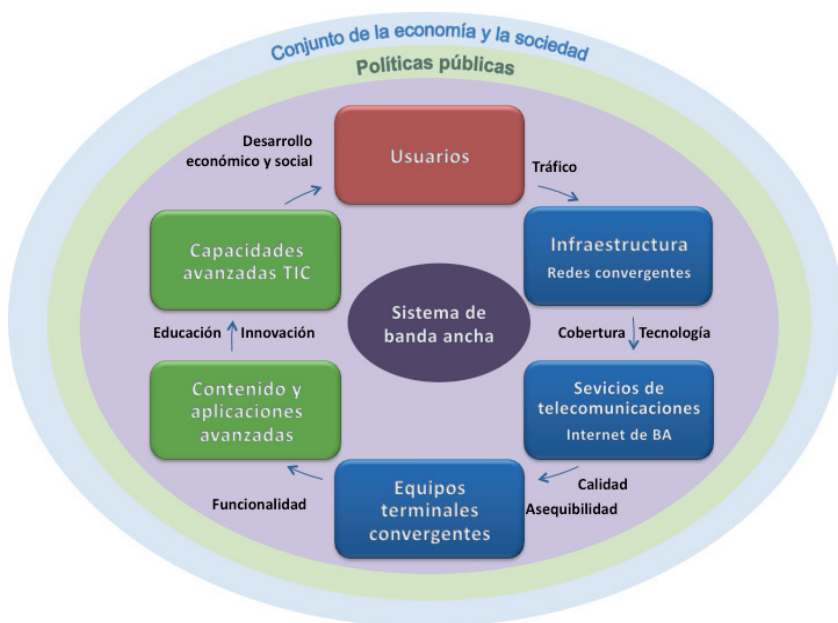 Conjunto de la economía y la sociedad
Políticas públicas
Desarrollo
económico y social
Usuarios
Tráfico
Capacidades
avanzadas TIC
Infraestructura
Redes convergentes
Sistema de
banda ancha
Educación
Innovación
Cobertura
Tecnología
Contenido y
aplicaciones
avanzadas
Sevicios de
telecomunicaciones
Internet de BA
Funcionalidad
Equipos
terminales
convergentes
Calidad
Asequibilidad